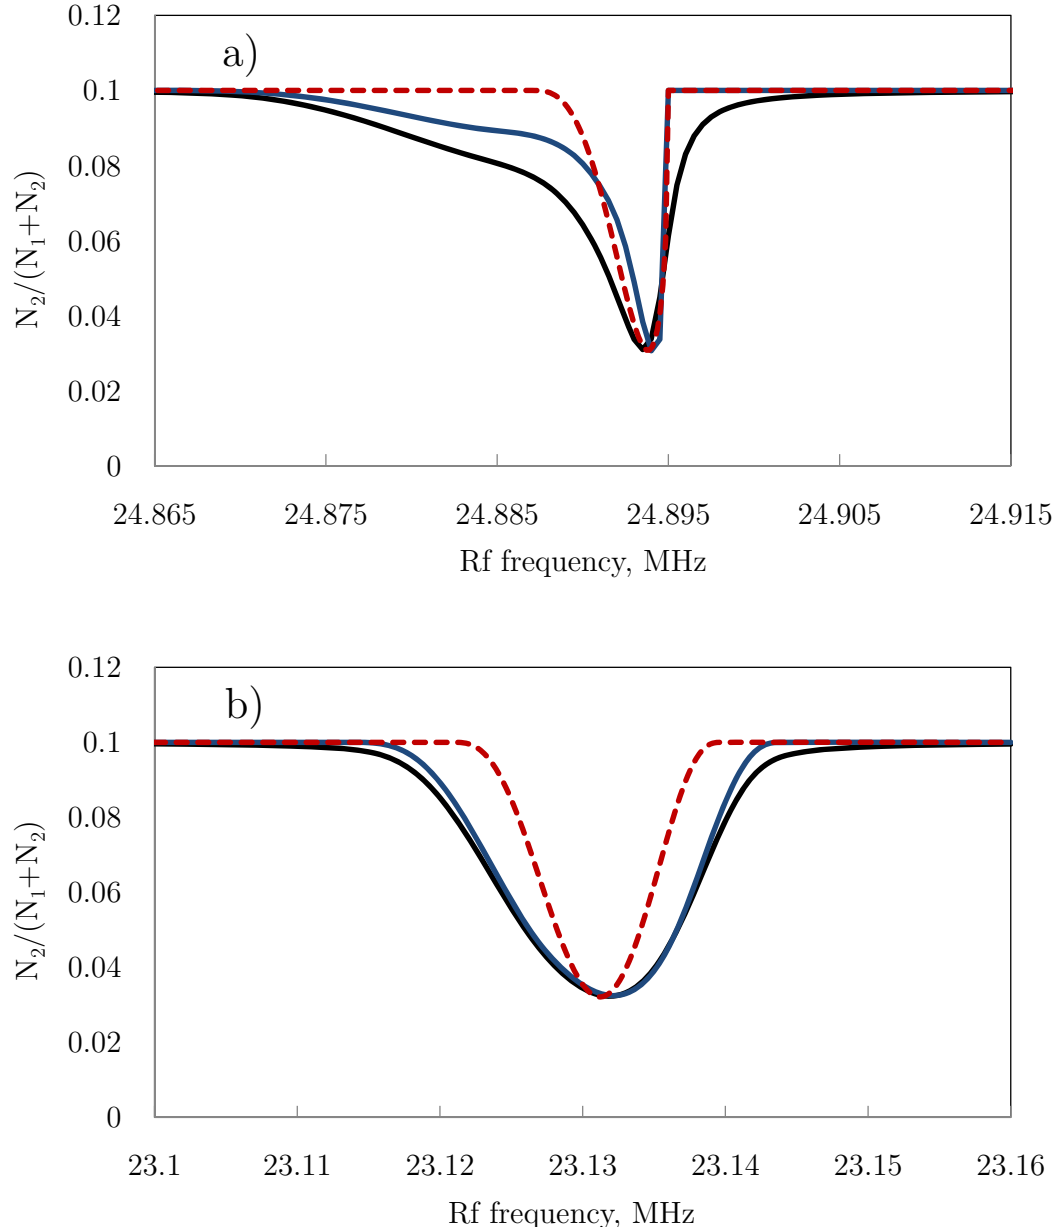 a)
0.12
0.1
0.08
0.06
0.04
0.02
0
N₂/(N₁+N₂)
24.865 24.875 24.885 24.895 24.905 24.915
Rf frequency, MHz
b)
0.12
0.1
0.08
0.06
0.04
0.02
0
N₂/(N₁+N₂)
23.1 23.11 23.12 23.13 23.14 23.15 23.16
Rf frequency, MHz